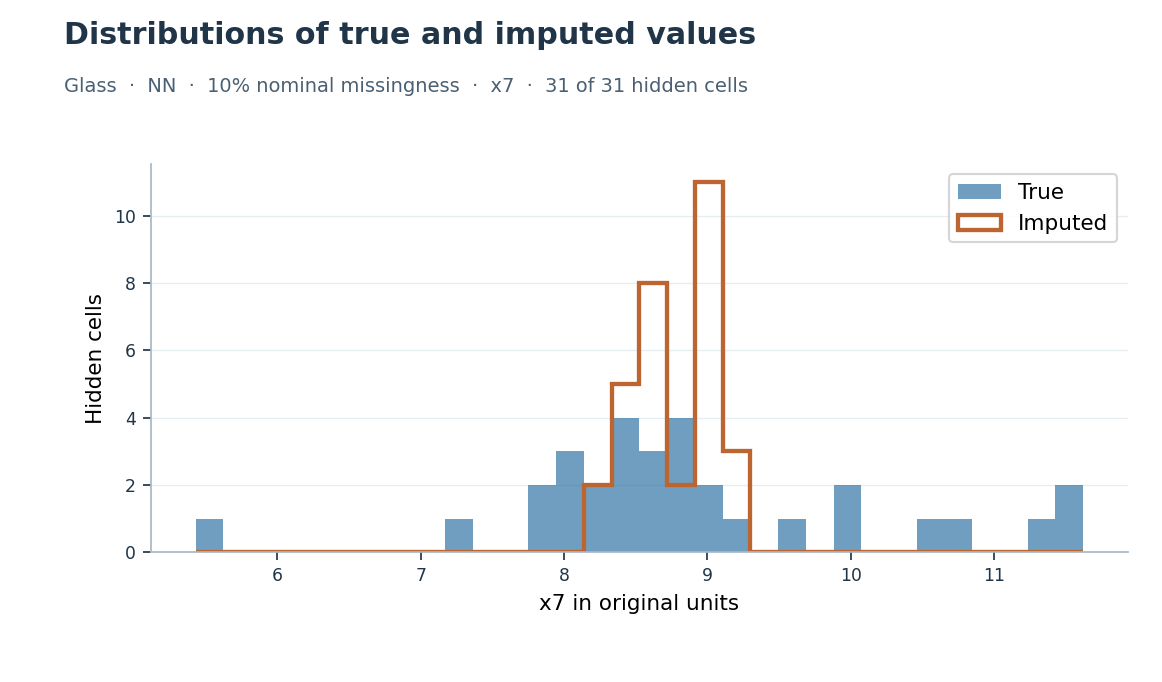 Distributions of true and imputed values
Glass · NN · 10% nominal missingness · x7 · 31 of 31 hidden cells
True
Imputed
Hidden cells
10
8
6
4
2
0
6 7 8 9 10 11
x7 in original units